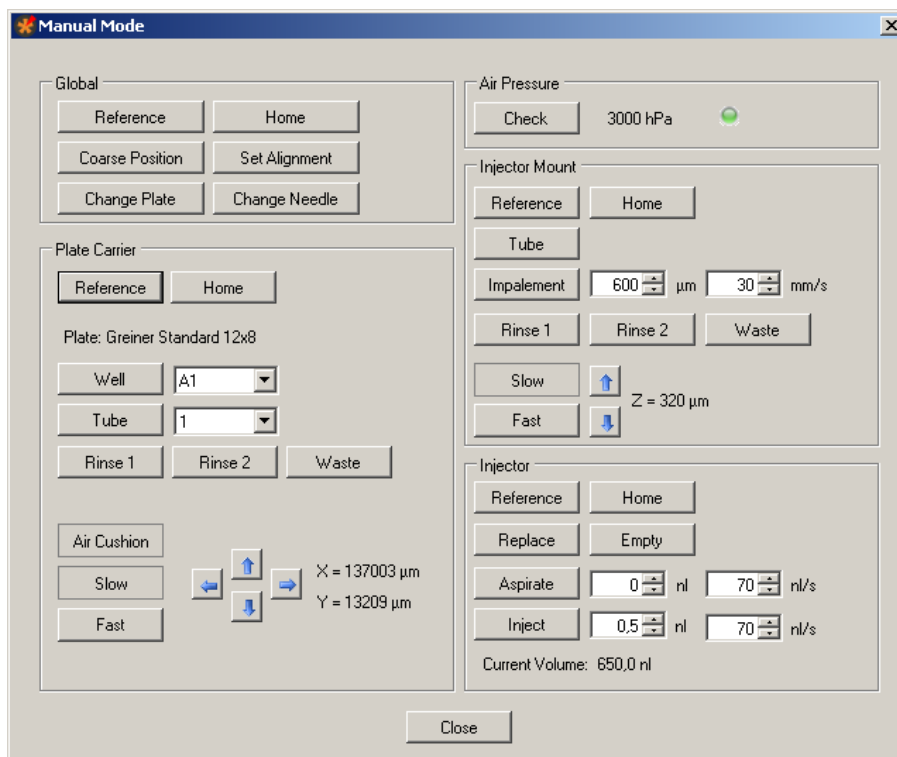 Manual Mode
Global
Reference Home
Coarse Position Set Alignment
Change Plate Change Needle
Plate Carrier
Reference Home
Plate: Greiner Standard 12x8
Well A1
Tube 1
Rinse 1 Rinse 2 Waste
Air Cushion
Slow
Fast
X = 137003 µm
Y = 13209 µm
Air Pressure
Check 3000 hPa
Injector Mount
Reference Home
Tube
Impalement 600 µm 30 mm/s
Rinse 1 Rinse 2 Waste
Slow
Fast
Z = 320 µm
Injector
Reference Home
Replace Empty
Aspirate 0 nl 70 nl/s
Inject 0,5 nl 70 nl/s
Current Volume: 650,0 nl
Close